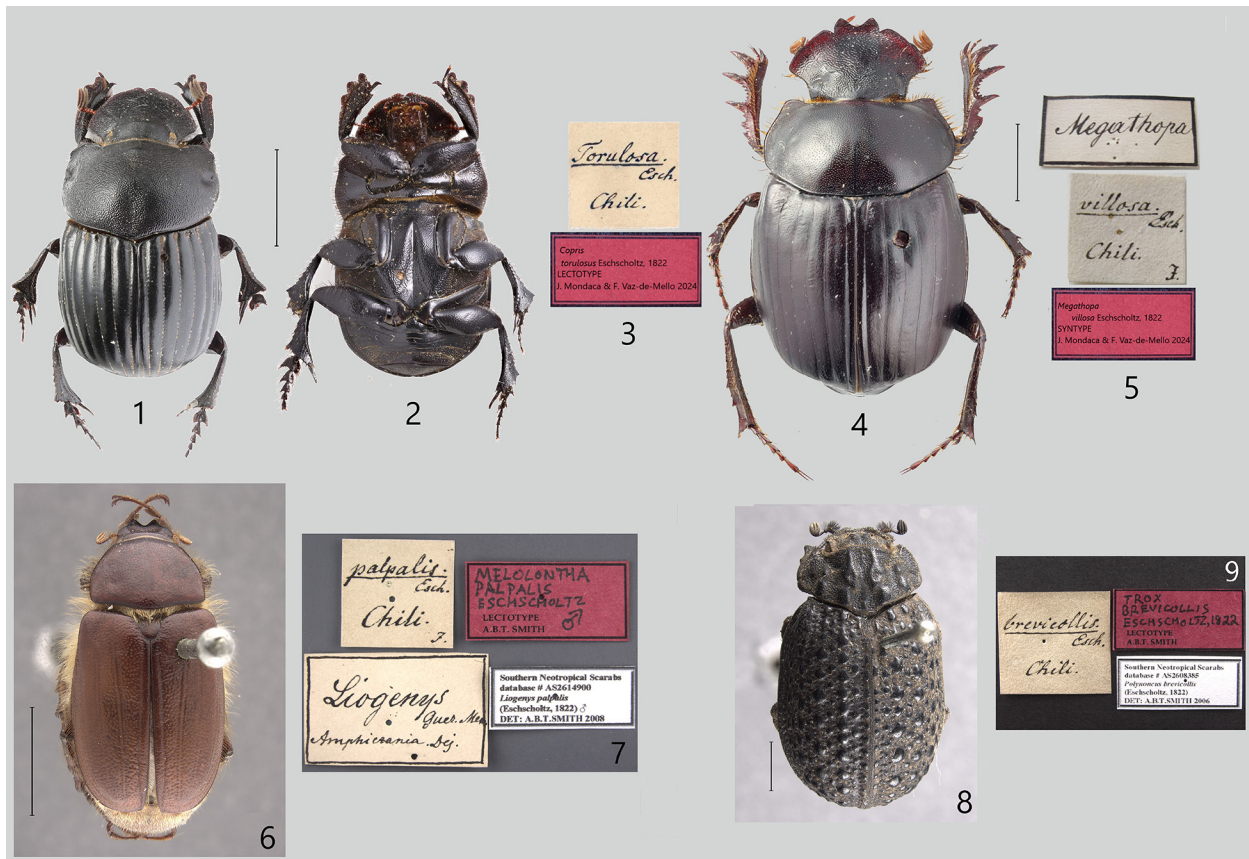 1
2
Torulosa.
Esch.
Chili.
Copris
torulosus Eschscholtz, 1822
LECTOTYPE
J. Mondaca & F. Vaz-de-Mello 2024
3
4
Megathopa
villosa.
Esch.
Chili.
J.
Megathopa
villosa Eschscholtz, 1822
SYNTYPE
J. Mondaca & F. Vaz-de-Mello 2024
5
6
palpalis.
Esch.
Chili.
J.
MELOLONTHA
PALPALIS
ESCHSCHOLTZ
LECTOTYPE
A.B.T. SMITH ♂
Liogenys
Guer. Men
Amphicrania. Dej.
Southern Neotropical Scarabs
database # AS2614900
Liogenys palpalis
(Eschscholtz, 1822) ♂
DET: A.B.T.SMITH 2008
7
8
9
brevicollis.
Esch.
Chili.
TROX
BREVICOLLIS
ESCHSCHOLTZ, 1822
LECTOTYPE
A.B.T. SMITH
Southern Neotropical Scarabs
database # AS2608385
Polynoncus brevicollis
(Eschscholtz, 1822)
DET: A.B.T.SMITH 2006